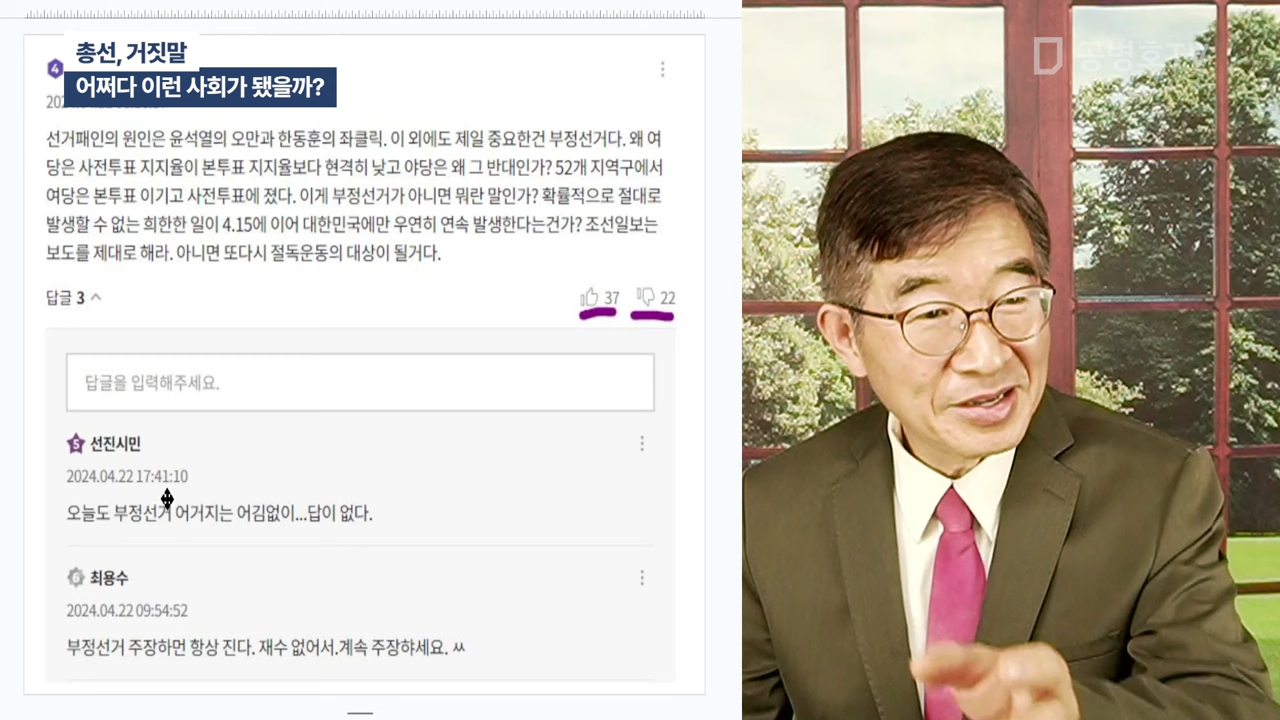 총선, 거짓말
어쩌다 이런 사회가 됐을까?
4
선거패인의 원인은 윤석열의 오만과 한동훈의 좌클릭. 이 외에도 제일 중요한건 부정선거다. 왜 여
당은 사전투표 지지율이 본투표 지지율보다 현격히 낮고 야당은 왜 그 반대인가? 52개 지역구에서
여당은 본투표 이기고 사전투표에 졌다. 이게 부정선거가 아니면 뭐란 말인가? 확률적으로 절대로
발생할 수 없는 희한한 일이 4.15에 이어 대한민국에만 우연히 연속 발생한다는건가? 조선일보는
보도를 제대로 해라. 아니면 또다시 절독운동의 대상이 될거다.
답글 3
37 22
답글을 입력해주세요.
5 선진시민
2024.04.22 17:41:10
오늘도 부정선거 어거지는 어김없이...답이 없다.
6 최용수
2024.04.22 09:54:52
부정선거 주장하먼 항상 진다. 재수 없어서.계속 주장햐세요. ㅆ
공병호TV